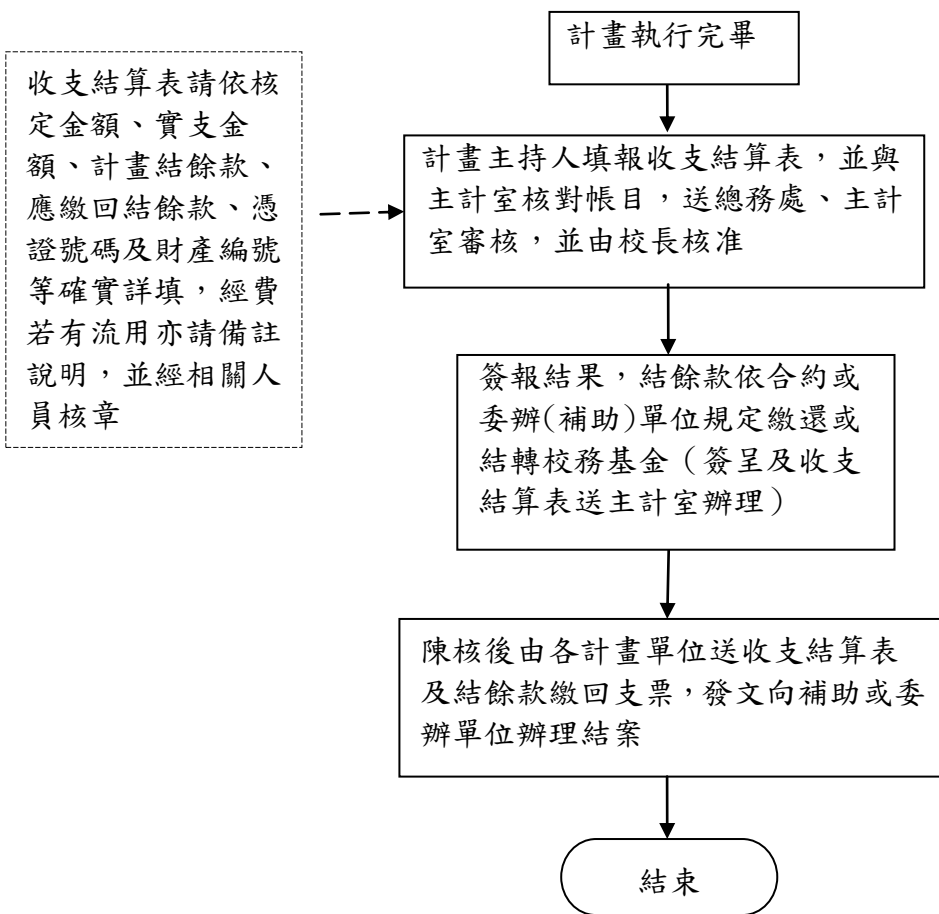 計畫執行完畢
收支結算表請依核
定金額、實支金
額、計畫結餘款、
應繳回結餘款、憑
證號碼及財產編號
等確實詳填，經費
若有流用亦請備註
說明，並經相關人
員核章
計畫主持人填報收支結算表，並與
主計室核對帳目，送總務處、主計
室審核，並由校長核准
簽報結果，結餘款依合約或
委辦(補助)單位規定繳還或
結轉校務基金（簽呈及收支
結算表送主計室辦理）
陳核後由各計畫單位送收支結算表
及結餘款繳回支票，發文向補助或委
辦單位辦理結案
結束